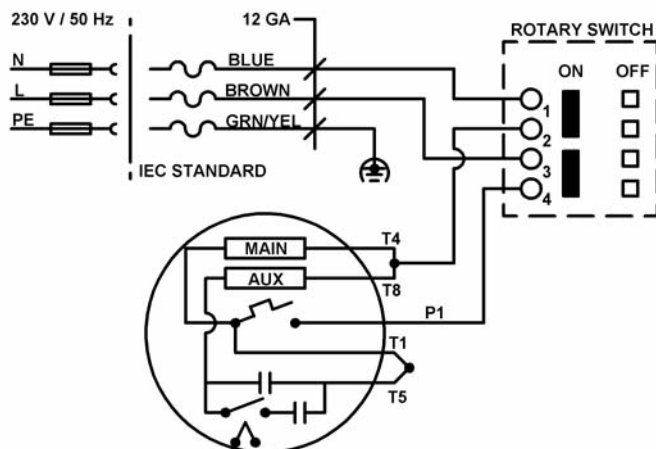 230 V / 50 Hz
12 GA
ROTARY SWITCH
N
BLUE
ON
OFF
L
BROWN
1
PE
GRN/YEL
2
3
IEC STANDARD
4
MAIN
T4
AUX
T8
P1
T1
T5